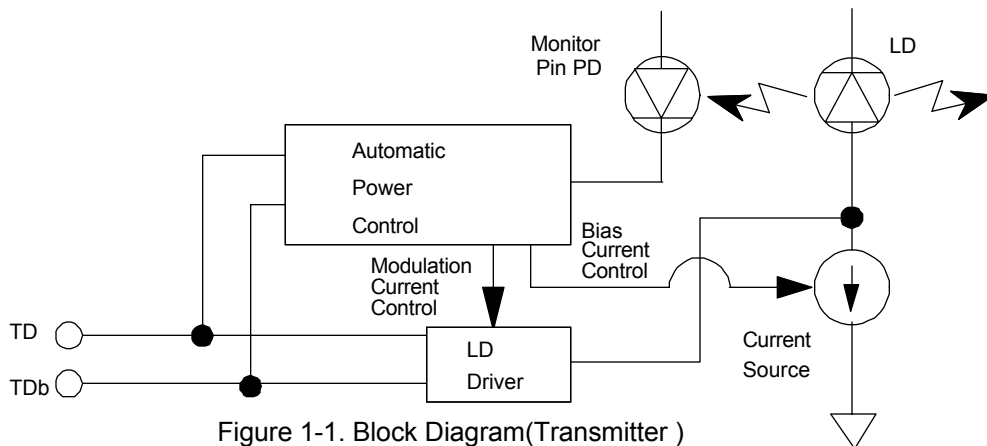 Monitor
Pin PD
LD
Automatic
Power
Control
Bias
Current
Control
Modulation
Current
Control
TD
TDb
LD
Driver
Current
Source
Figure 1-1. Block Diagram(Transmitter )